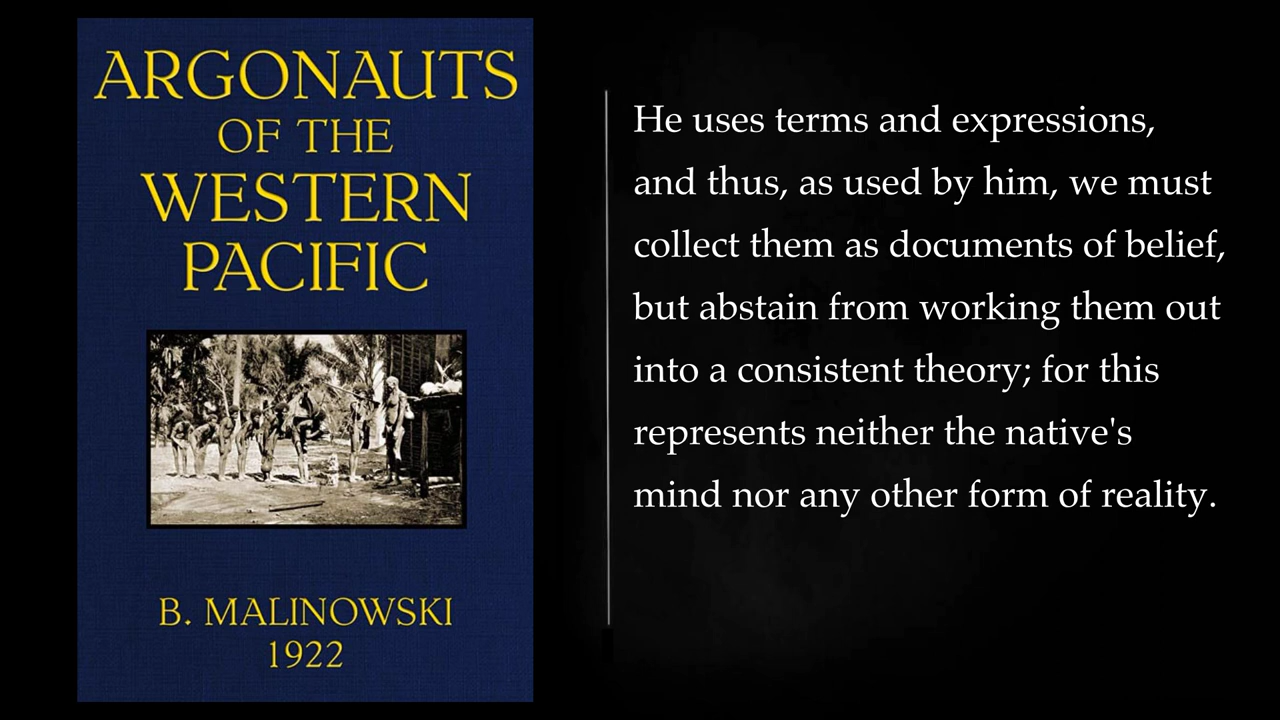 ARGONAUTS
OF THE
WESTERN
PACIFIC
B. MALINOWSKI
1922
He uses terms and expressions,
and thus, as used by him, we must
collect them as documents of belief,
but abstain from working them out
into a consistent theory; for this
represents neither the native's
mind nor any other form of reality.